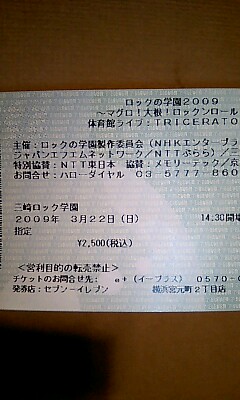 ロックの学園2009
～マグロ!大根!ロックンロール
体育館ライブ:TRICERATO
主催:ロックの学園製作委員会(NHKエンタープラ
ジャパンエフエムネットワーク/NTTぷらら)/三
特別協賛:NTT東日本 協賛:メモリーテック/京
お問合せ:ハローダイヤル 03-5777-860
三崎ロック学園
2009年 3月22日(日) 14:30開場
指定
¥2,500(税込)
<営利目的の転売禁止>
チケットのお問合せ先: e+(イープラス) 0570-0
発券店:セブン-イレブン 横浜宮元町2丁目店